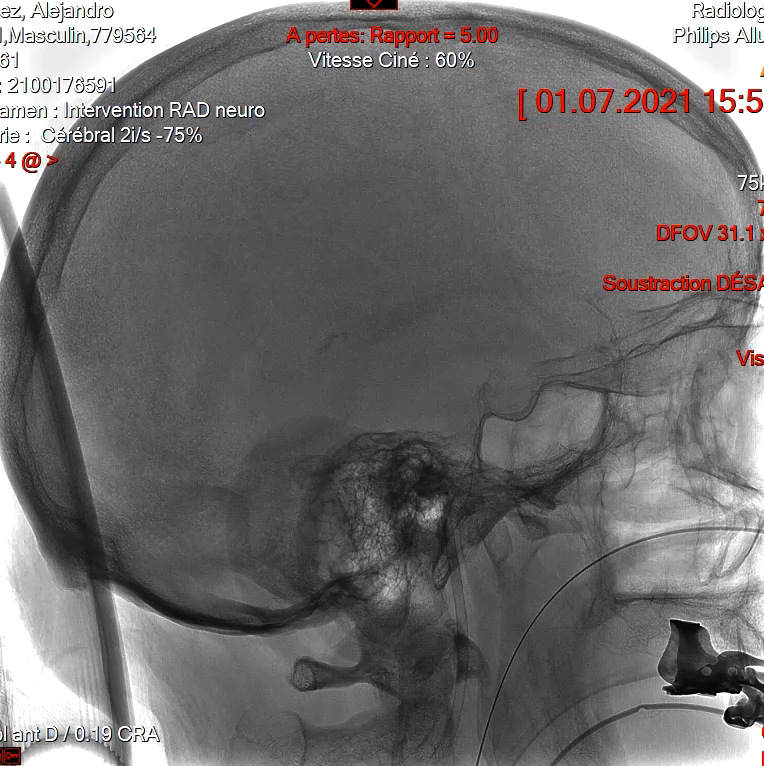 ez, Alejandro
Radiolog
,Masculin,779564
Philips Allu
A pertes: Rapport = 5.00
61
Vitesse Ciné : 60%
: 2100176591
[ 01.07.2021 15:5
amen : Intervention RAD neuro
rie : Cérébral 2i/s -75%
4 @ >
75k
7
DFOV 31.1 x
Soustraction DÉSA
Vis
ol ant D / 0.19 CRA